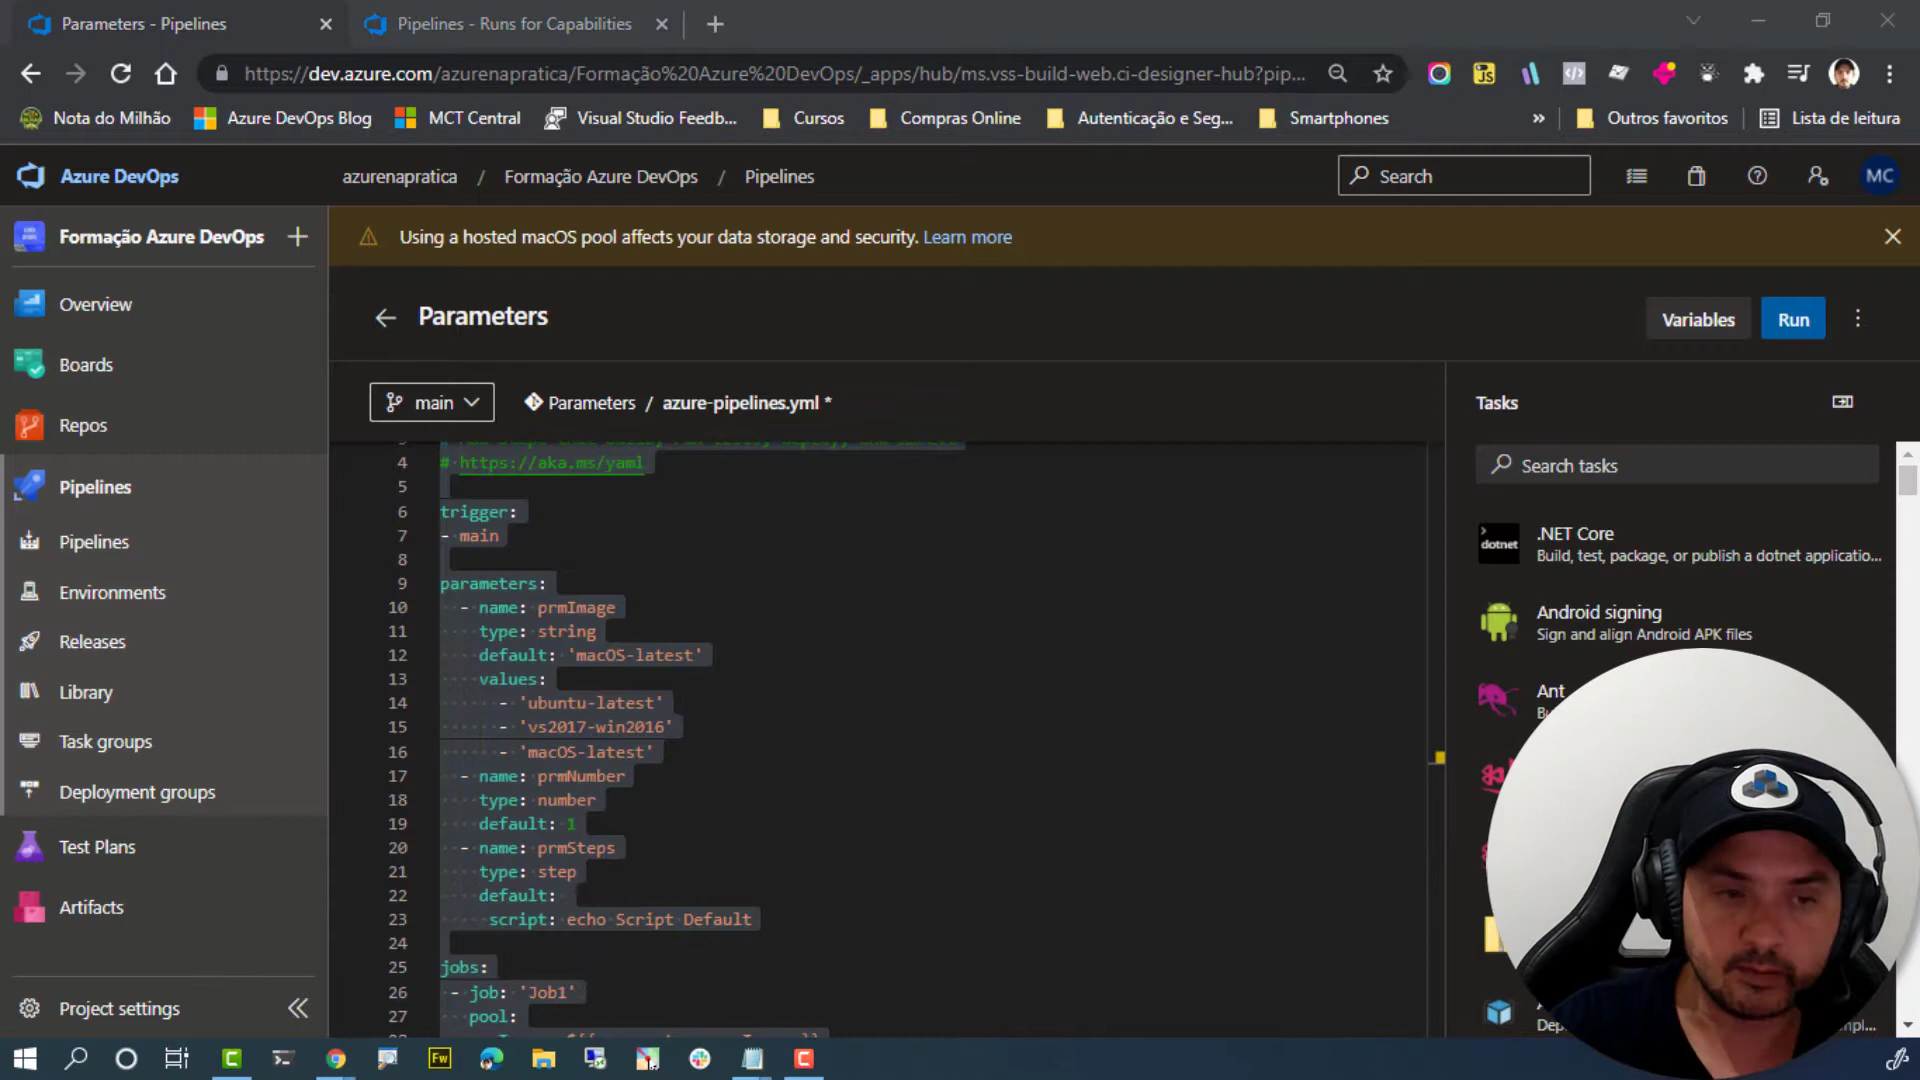 Parameters - Pipelines
Pipelines - Runs for Capabilities
https://dev.azure.com/azurenapratica/Formação%20Azure%20DevOps/_apps/hub/ms.vss-build-web.ci-designer-hub?pip...
Nota do Milhão
Azure DevOps Blog
MCT Central
Visual Studio Feedb...
Cursos
Compras Online
Autenticação e Seg...
Smartphones
»
Outros favoritos
Lista de leitura
Azure DevOps
azurenapratica / Formação Azure DevOps / Pipelines
Search
MC
Formação Azure DevOps
Using a hosted macOS pool affects your data storage and security. Learn more
Overview
Boards
Repos
Pipelines
Pipelines
Environments
Releases
Library
Task groups
Deployment groups
Test Plans
Artifacts
Project settings
Parameters
Variables
Run
main
Parameters / azure-pipelines.yml *
4 # https://aka.ms/yaml
5
6 trigger:
7 - main
8
9 parameters:
10 - name: prmImage
11 type: string
12 default: 'macOS-latest'
13 values:
14 - 'ubuntu-latest'
15 - 'vs2017-win2016'
16 - 'macOS-latest'
17 - name: prmNumber
18 type: number
19 default: 1
20 - name: prmSteps
21 type: step
22 default:
23 script: echo Script Default
24
25 jobs:
26 - job: 'Job1'
27 pool:
Tasks
Search tasks
dotnet
.NET Core
Build, test, package, or publish a dotnet applicatio...
Android signing
Sign and align Android APK files
Ant
JS
Fw